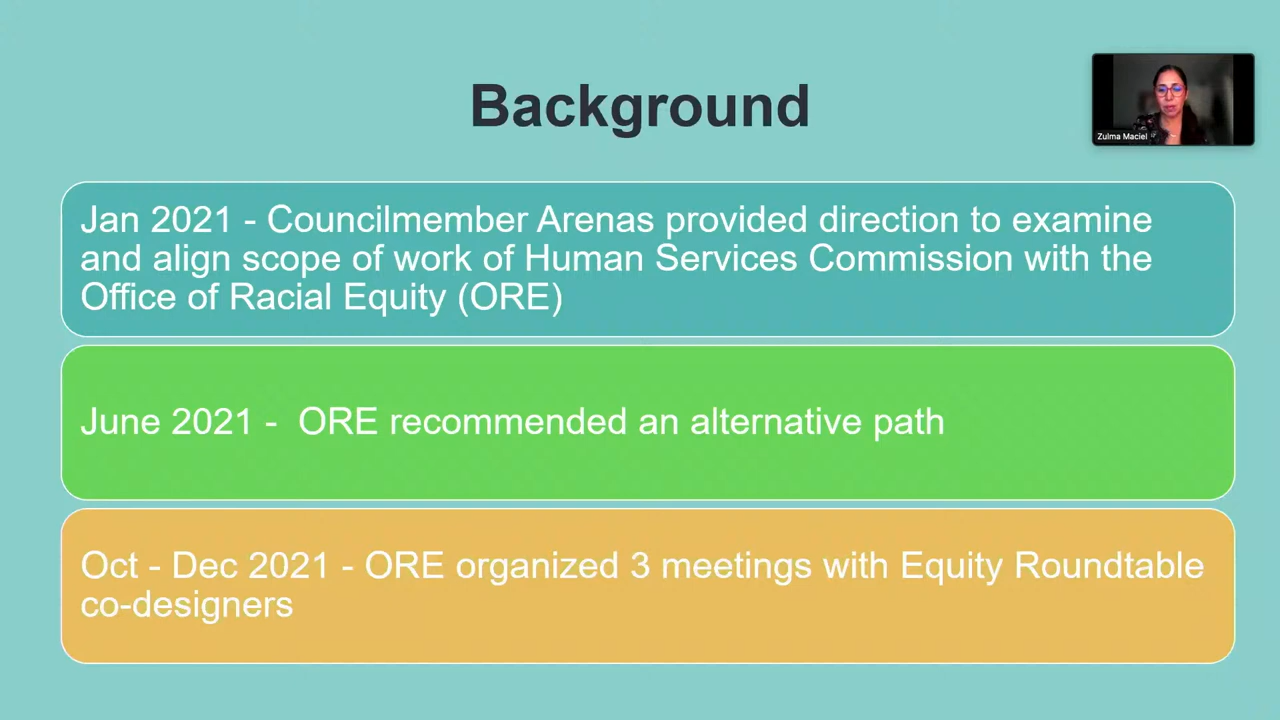 Background
Zulma Maciel
Jan 2021 - Councilmember Arenas provided direction to examine
and align scope of work of Human Services Commission with the
Office of Racial Equity (ORE)
June 2021 -  ORE recommended an alternative path
Oct - Dec 2021 - ORE organized 3 meetings with Equity Roundtable
co-designers